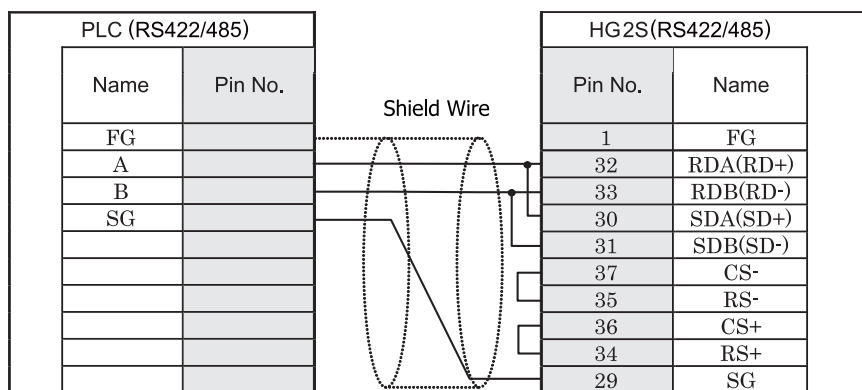 PLC (RS422/485) HG2S(RS422/485)
Name Pin No. Pin No. Name
Shield Wire
FG 1 FG
A 32 RDA(RD+)
B 33 RDB(RD-)
SG 30 SDA(SD+)
31 SDB(SD-)
37 CS-
35 RS-
36 CS+
34 RS+
29 SG